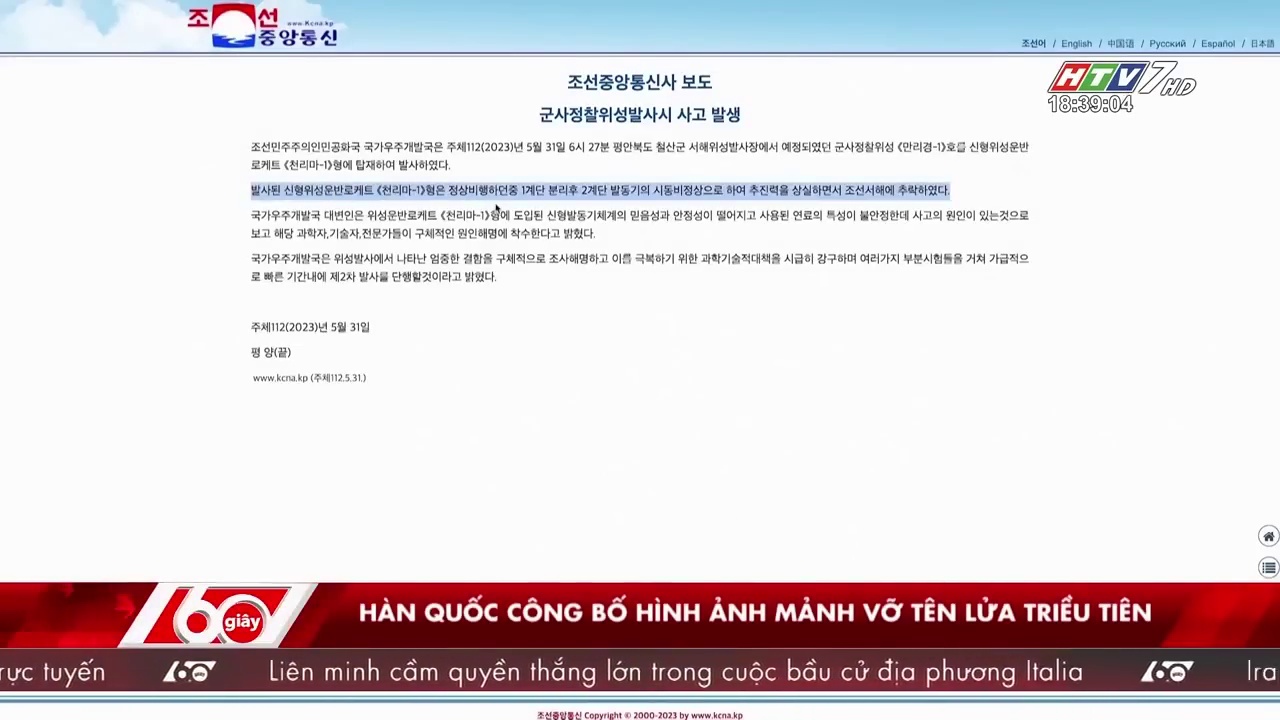 조선
www.Kcna.kp
중앙통신
조선어 / English / 中国语 / Русский / Español / 日本語
HTV7 HD
18:39:04
조선중앙통신사 보도
군사정찰위성발사시 사고 발생
조선민주주의인민공화국 국가우주개발국은 주체112(2023)년 5월 31일 6시 27분 평안북도 철산군 서해위성발사장에서 예정되였던 군사정찰위성 《만리경-1》호를 신형위성운반
로케트 《천리마-1》형에 탑재하여 발사하였다.
발사된 신형위성운반로케트 《천리마-1》형은 정상비행하던중 1계단 분리후 2계단 발동기의 시동비정상으로 하여 추진력을 상실하면서 조선서해에 추락하였다.
국가우주개발국 대변인은 위성운반로케트 《천리마-1》형에 도입된 신형발동기체계의 믿음성과 안정성이 떨어지고 사용된 연료의 특성이 불안정한데 사고의 원인이 있는것으로
보고 해당 과학자,기술자,전문가들이 구체적인 원인해명에 착수한다고 밝혔다.
국가우주개발국은 위성발사에서 나타난 엄중한 결함을 구체적으로 조사해명하고 이를 극복하기 위한 과학기술적대책을 시급히 강구하며 여러가지 부분시험들을 거쳐 가급적으
로 빠른 기간내에 제2차 발사를 단행할것이라고 밝혔다.
주체112(2023)년 5월 31일
평 양(끝)
www.kcna.kp (주체112.5.31.)
60 giây
HÀN QUỐC CÔNG BỐ HÌNH ẢNH MẢNH VỠ TÊN LỬA TRIỀU TIÊN
rực tuyến 60 giây Liên minh cầm quyền thắng lớn trong cuộc bầu cử địa phương Italia 60 giây Ira
조선중앙통신 Copyright © 2000-2023 by www.kcna.kp